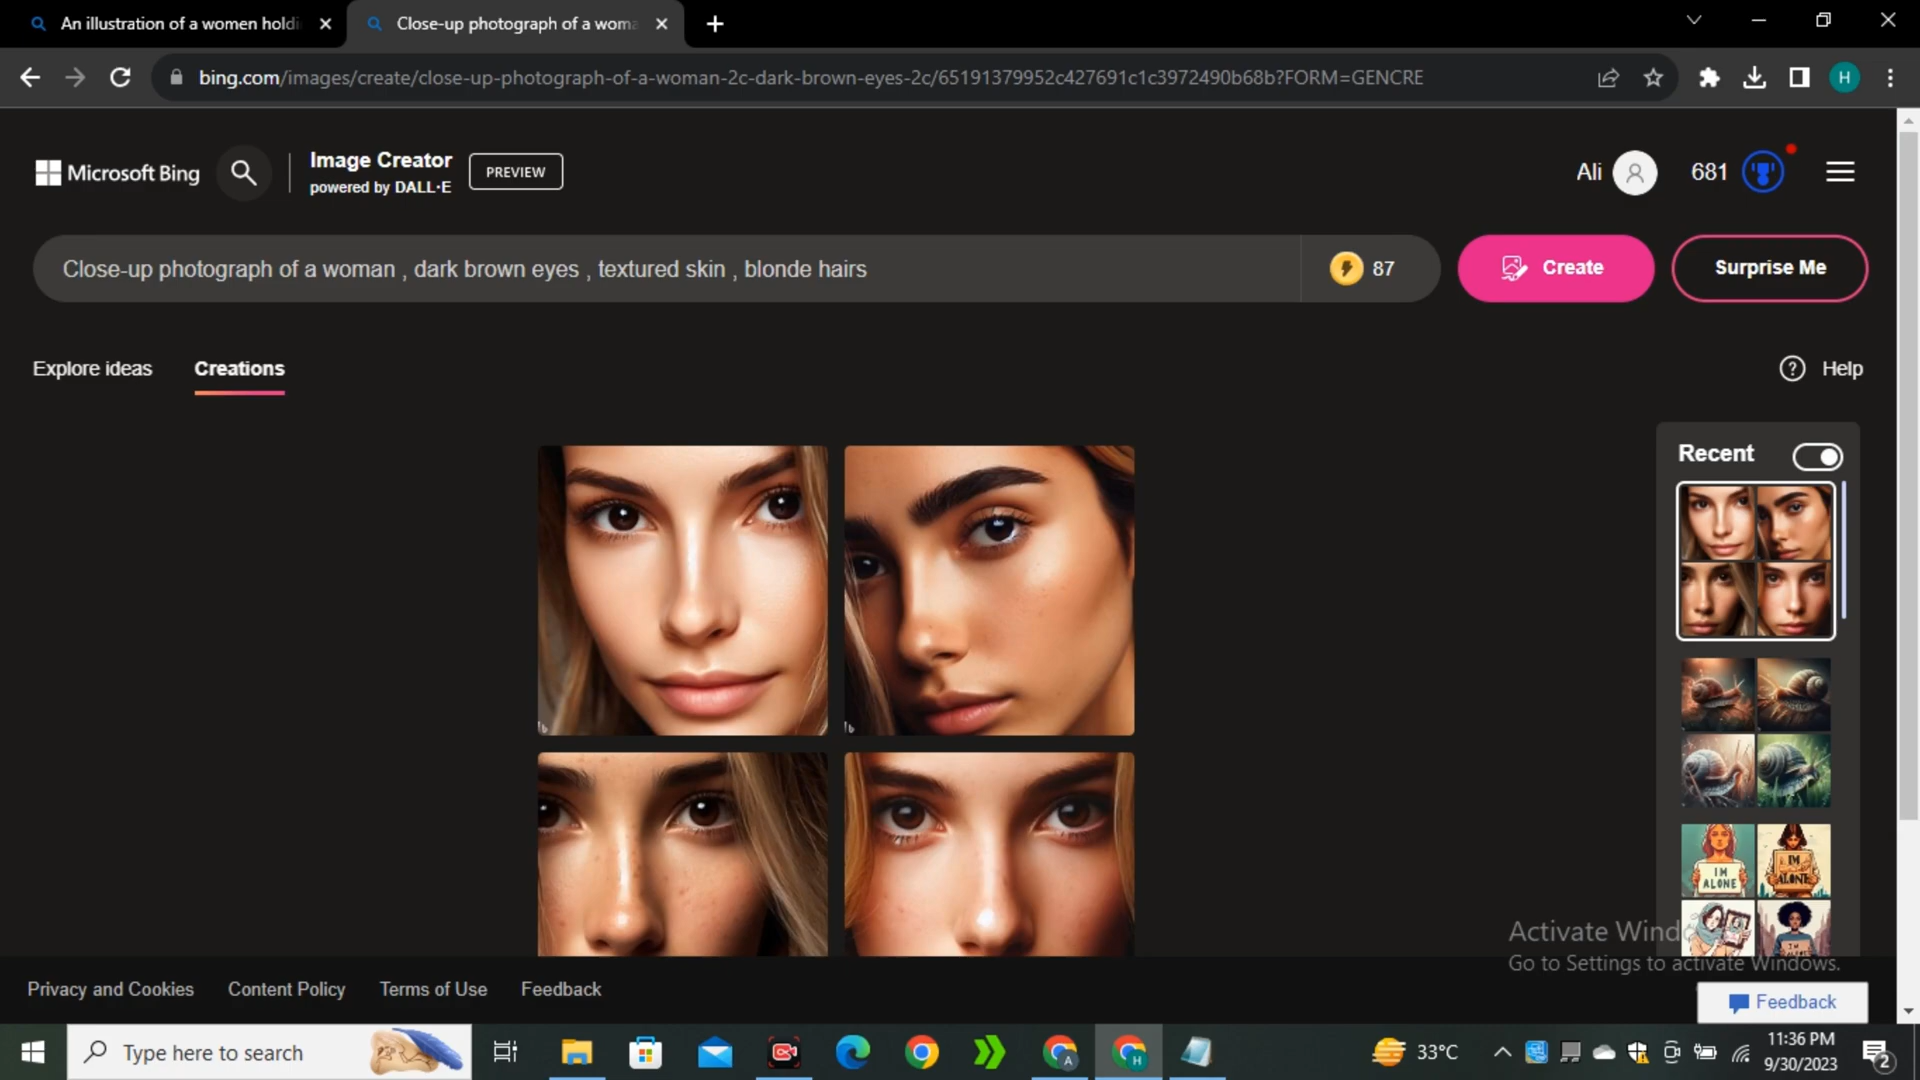 An illustration of a women holdi
Close-up photograph of a woma
bing.com/images/create/close-up-photograph-of-a-woman-2c-dark-brown-eyes-2c/65191379952c427691c1c3972490b68b?FORM=GENCRE
H
Microsoft Bing
Image Creator
powered by DALL·E
PREVIEW
Ali
681
Close-up photograph of a woman , dark brown eyes , textured skin , blonde hairs
87
Create
Surprise Me
Explore ideas
Creations
Help
Recent
I'M
ALONE
I'M
ALONE
Activate Wind
Go to Settings to activate Windows.
Privacy and Cookies
Content Policy
Terms of Use
Feedback
Feedback
Type here to search
A
H
33°C
11:36 PM
9/30/2023
2